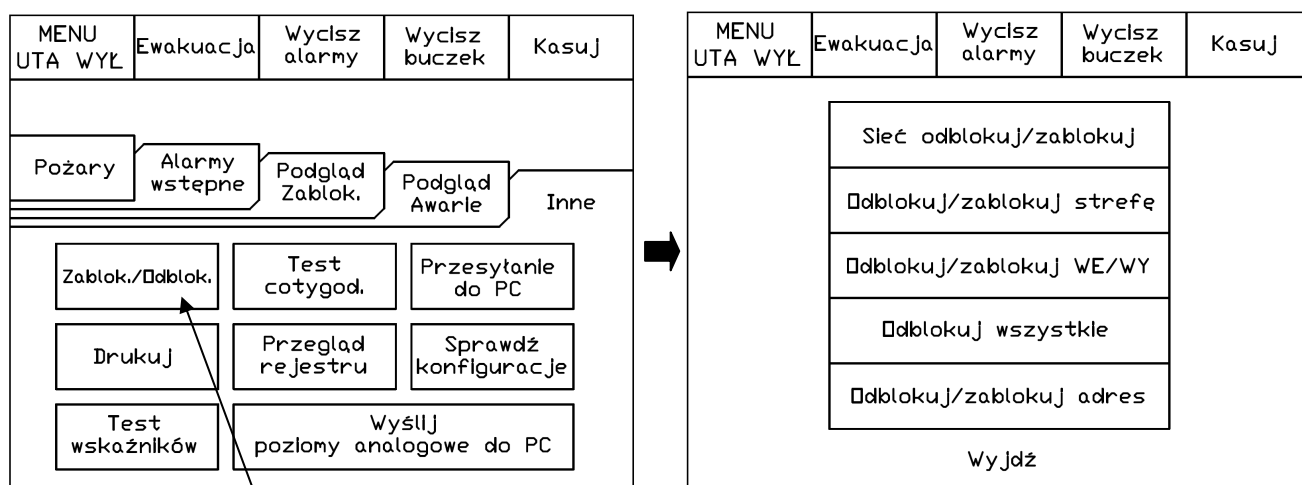 MENU
UTA WYŁ
Ewakuacja
Wycisz
alarmy
Wycisz
buczek
Kasuj
Pożary
Alarmy
wstępne
Podgląd
Zablok.
Podgląd
Awarie
Inne
Zablok./Odblok.
Test
cotygod.
Przesyłanie
do PC
Drukuj
Przegląd
rejestru
Sprawdź
konfiguracje
Test
wskaźników
Wyślij
poziomy analogowe do PC
MENU
UTA WYŁ
Ewakuacja
Wycisz
alarmy
Wycisz
buczek
Kasuj
Sieć odblokuj/zablokuj
Odblokuj/zablokuj strefę
Odblokuj/zablokuj WE/WY
Odblokuj wszystkie
Odblokuj/zablokuj adres
Wyjdź